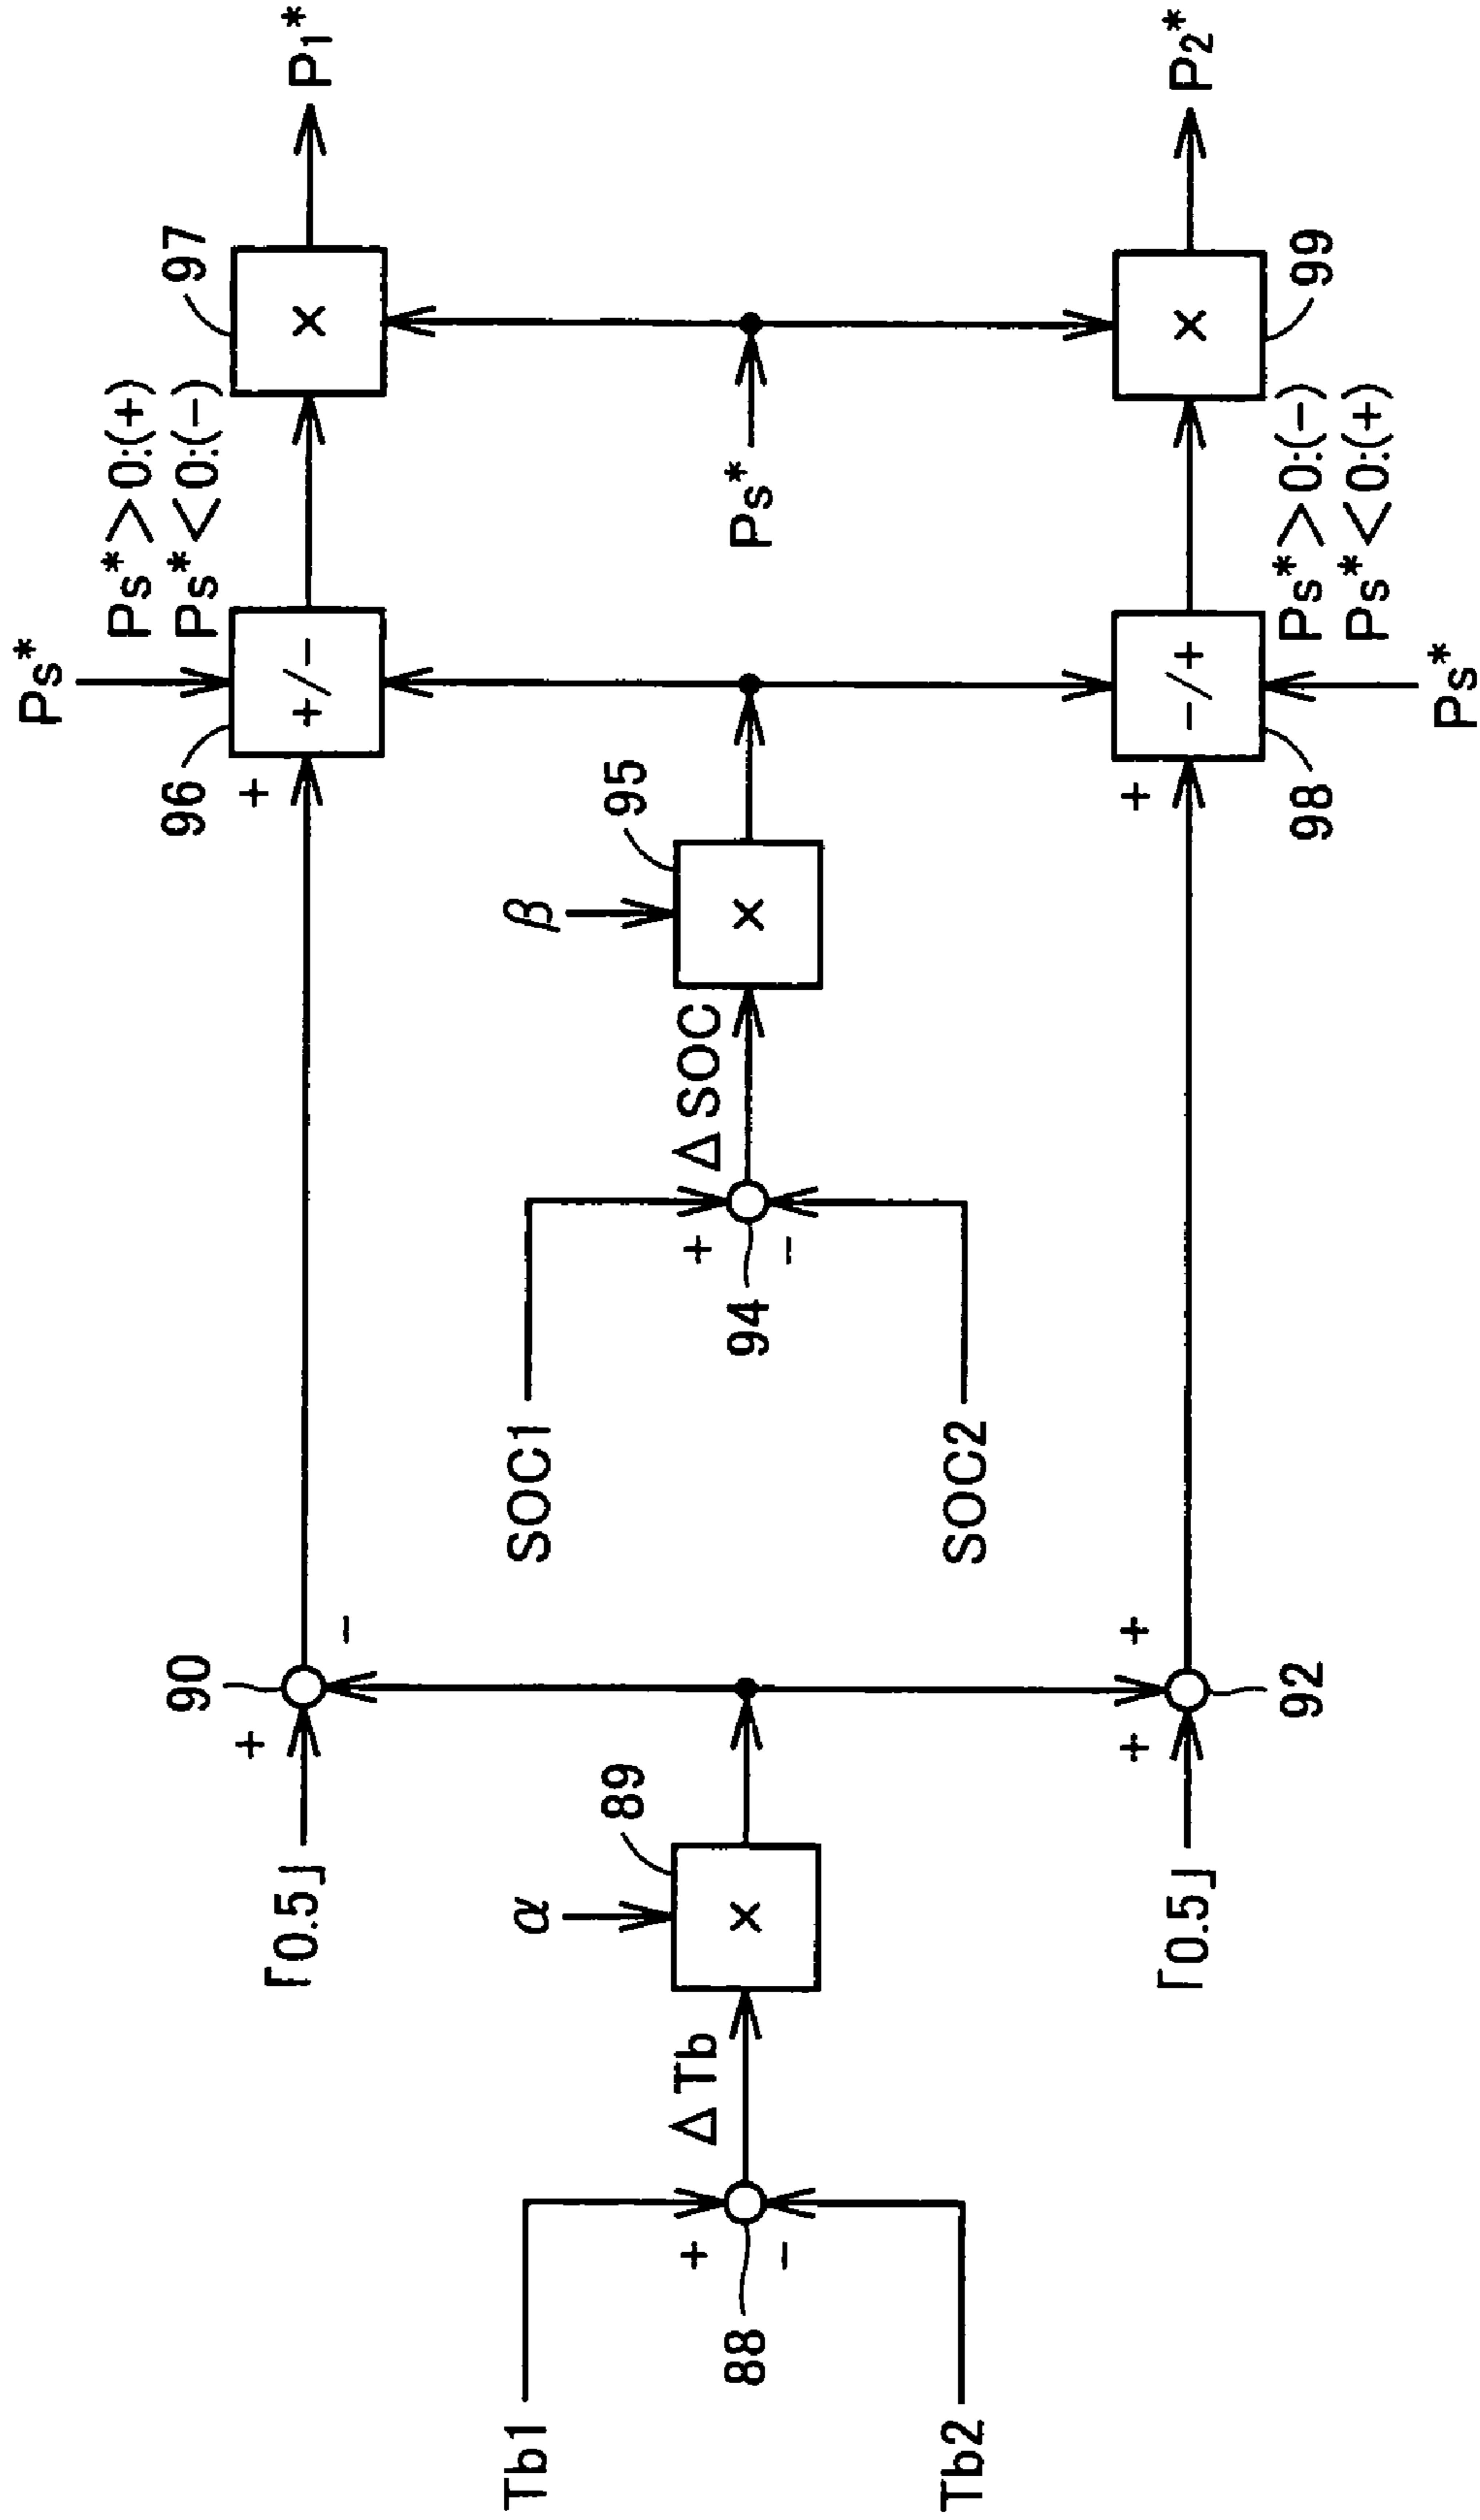 Ps*
Ps*>0:(+)
Ps*<0:(-)
96
97
+
+/-
×
P1*
90
+
-
「0.5」
Tb1
α
89
SOC1
β
95
ΔTb
×
ΔSOC
×
Ps*
88
+
-
94
+
-
Tb2
SOC2
「0.5」
+
+
92
+
-/+
×
P2*
98
99
Ps*>0:(-)
Ps*<0:(+)
Ps*